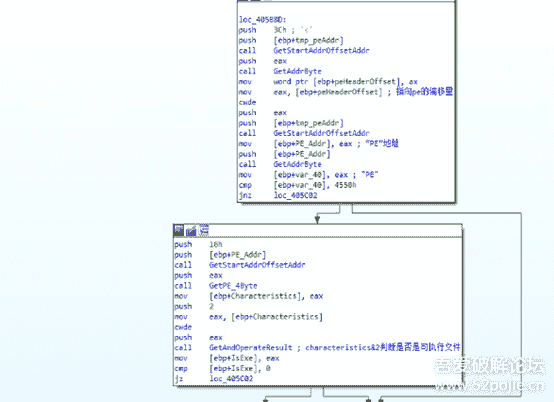 loc_405B8D:
push 3Ch ; '<'
push [ebp+tmp_peAddr]
call GetStartAddrOffsetAddr
push eax
call GetAddrByte
mov word ptr [ebp+peHeaderOffset], ax
mov eax, [ebp+peHeaderOffset] ; 指向pe的偏移量
cwde
push eax
push [ebp+tmp_peAddr]
call GetStartAddrOffsetAddr
mov [ebp+PE_Addr], eax ; "PE"地址
push [ebp+PE_Addr]
call GetAddrByte
mov [ebp+var_40], eax ; "PE"
cmp [ebp+var_40], 4550h
jnz loc_405C02
push 18h
push [ebp+PE_Addr]
call GetStartAddrOffsetAddr
push eax
call GetPE_4Byte
mov [ebp+Characteristics], eax
push 2
mov eax, [ebp+Characteristics]
cwde
push eax
call GetAndOperateResult ; characteristics&2判断是否是可执行文件
mov [ebp+IsExe], eax
cmp [ebp+IsExe], 0
jz loc_405C02
吾爱破解论坛
www.52pojie.cn